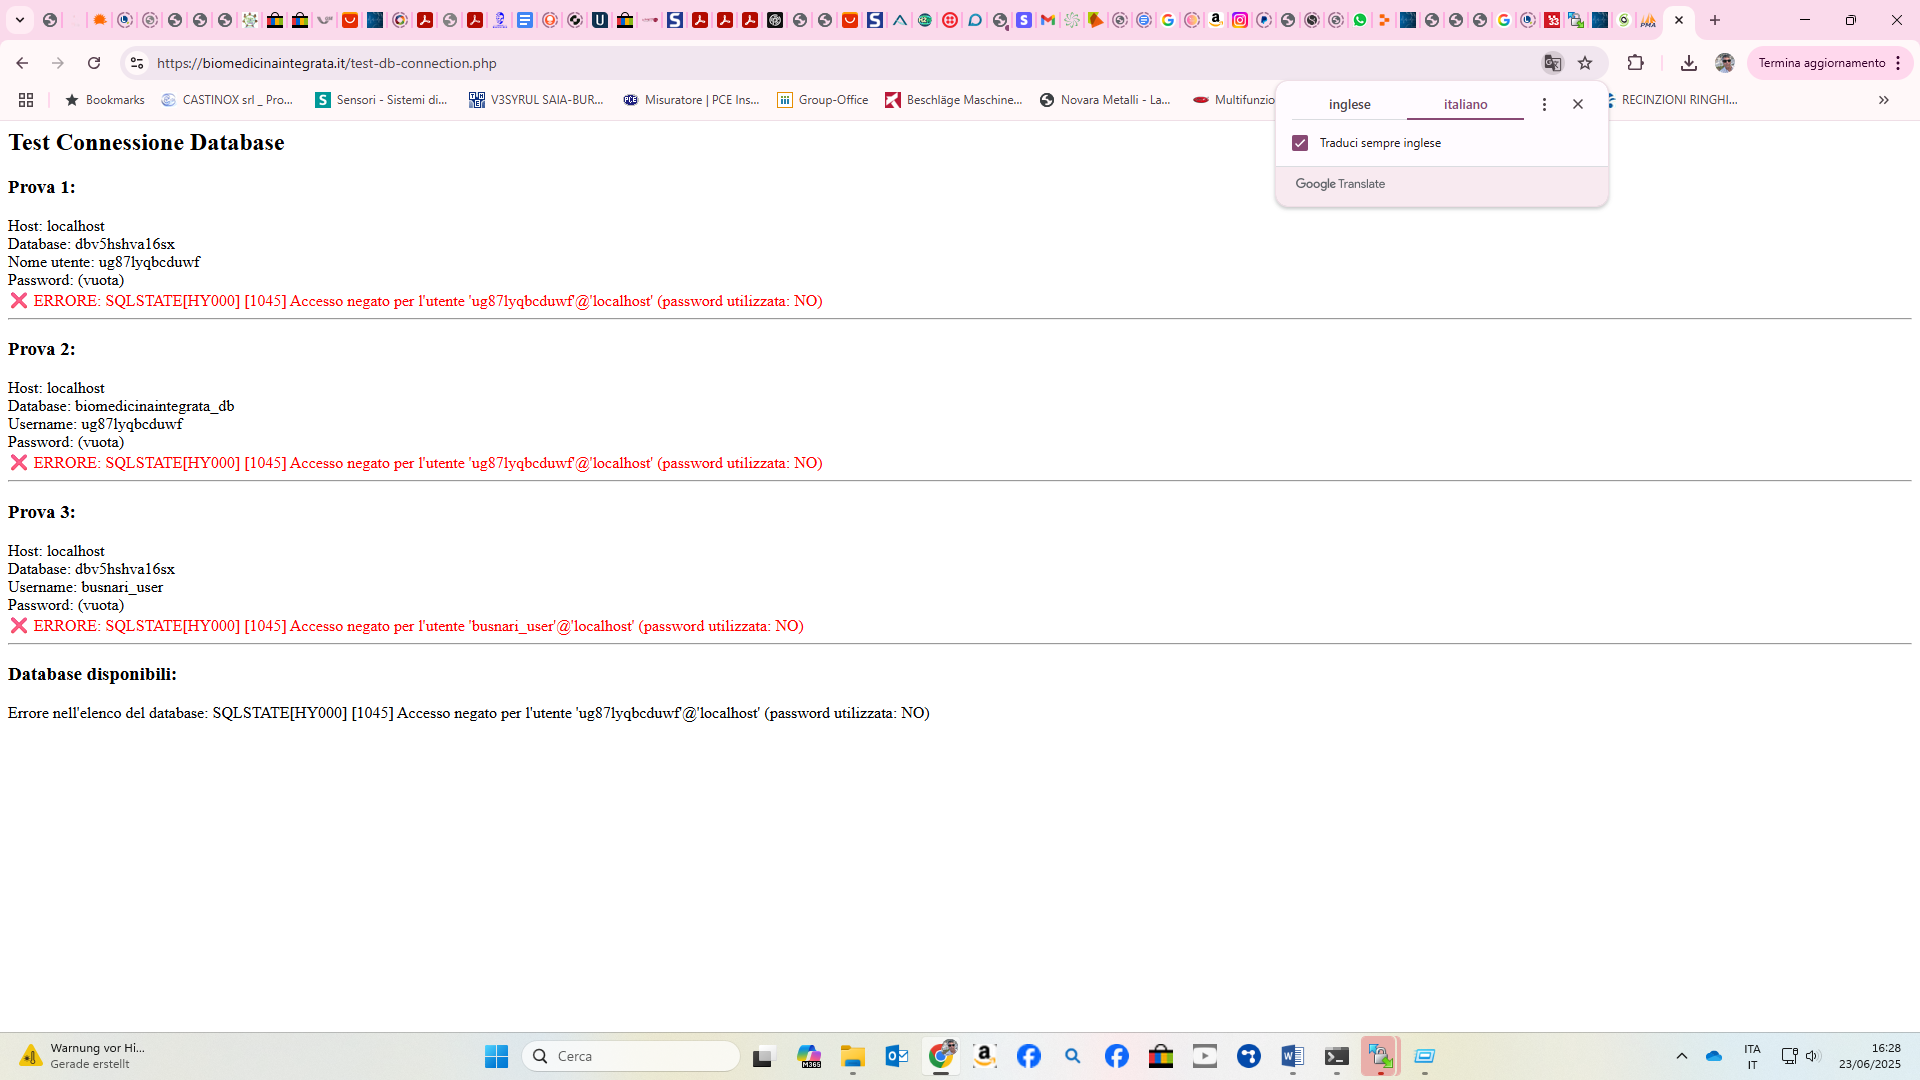 https://biomedicinaintegrata.it/test-db-connection.php
Termina aggiornamento
Bookmarks
CASTINOX srl _ Pro...
Sensori - Sistemi di...
V3SYRUL SAIA-BUR...
Misuratore | PCE Ins...
Group-Office
Beschläge Maschine...
Novara Metalli - La...
Multifunzio
RECINZIONI RINGHI...
inglese
italiano
Traduci sempre inglese
Google Translate
Test Connessione Database
Prova 1:
Host: localhost
Database: dbv5hshva16sx
Nome utente: ug87lyqbcduwf
Password: (vuota)
❌ ERRORE: SQLSTATE[HY000] [1045] Accesso negato per l'utente 'ug87lyqbcduwf'@'localhost' (password utilizzata: NO)
Prova 2:
Host: localhost
Database: biomedicinaintegrata_db
Username: ug87lyqbcduwf
Password: (vuota)
❌ ERRORE: SQLSTATE[HY000] [1045] Accesso negato per l'utente 'ug87lyqbcduwf'@'localhost' (password utilizzata: NO)
Prova 3:
Host: localhost
Database: dbv5hshva16sx
Username: busnari_user
Password: (vuota)
❌ ERRORE: SQLSTATE[HY000] [1045] Accesso negato per l'utente 'busnari_user'@'localhost' (password utilizzata: NO)
Database disponibili:
Errore nell'elenco del database: SQLSTATE[HY000] [1045] Accesso negato per l'utente 'ug87lyqbcduwf'@'localhost' (password utilizzata: NO)
Warnung vor Hi...
Gerade erstellt
Cerca
ITA
IT
16:28
23/06/2025